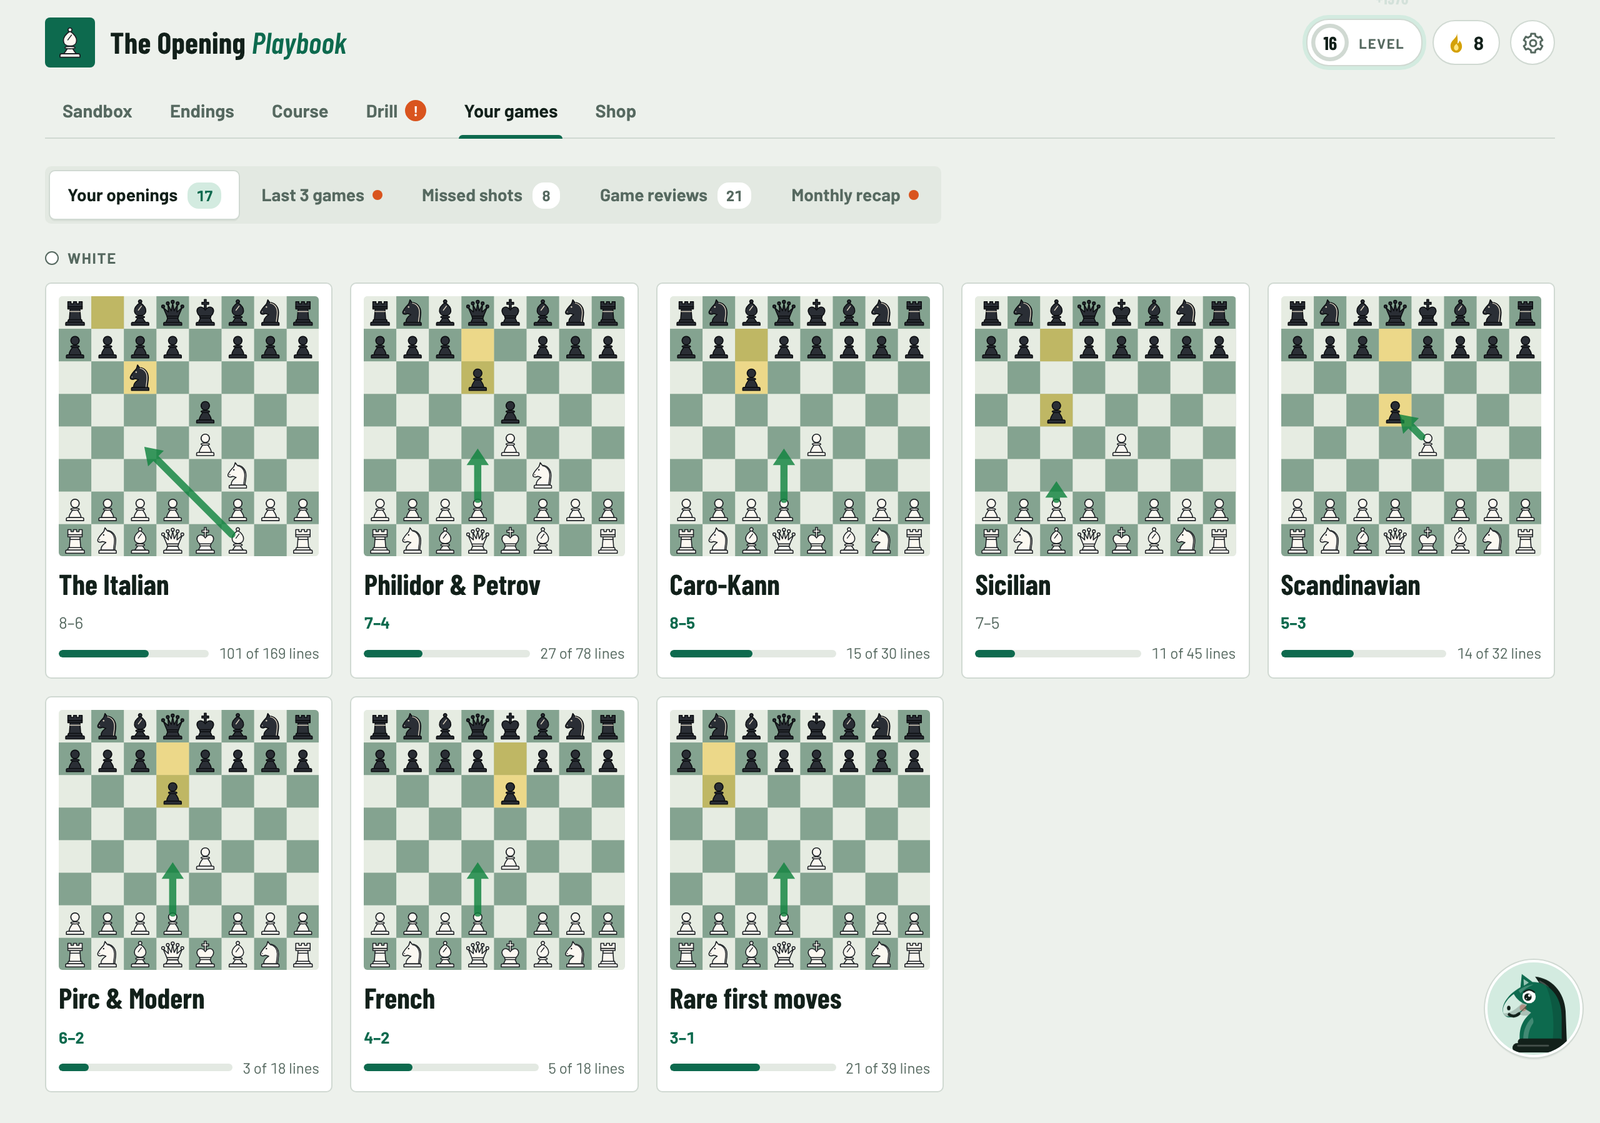 The Opening Playbook
16 LEVEL
8
Sandbox
Endings
Course
Drill !
Your games
Shop
Your openings 17
Last 3 games
Missed shots 8
Game reviews 21
Monthly recap
WHITE
The Italian
8–6
101 of 169 lines
Philidor & Petrov
7–4
27 of 78 lines
Caro-Kann
8–5
15 of 30 lines
Sicilian
7–5
11 of 45 lines
Scandinavian
5–3
14 of 32 lines
Pirc & Modern
6–2
3 of 18 lines
French
4–2
5 of 18 lines
Rare first moves
3–1
21 of 39 lines